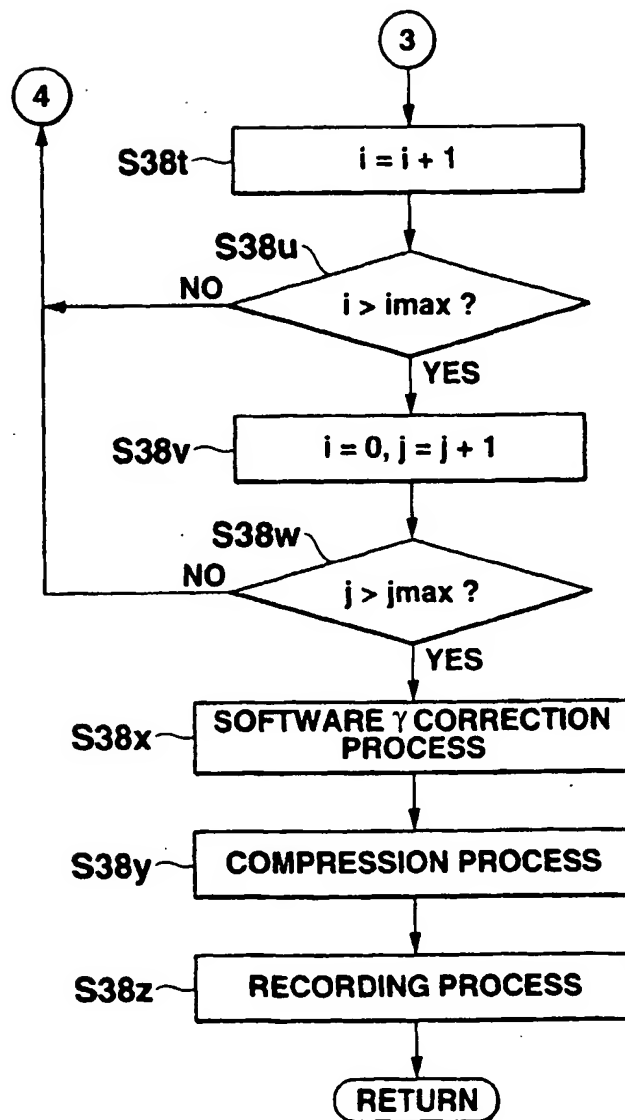 3
4
S38t
i = i + 1
S38u
NO
i > imax ?
YES
S38v
i = 0, j = j + 1
S38w
NO
j > jmax ?
YES
S38x
SOFTWARE γ CORRECTION
PROCESS
S38y
COMPRESSION PROCESS
S38z
RECORDING PROCESS
RETURN